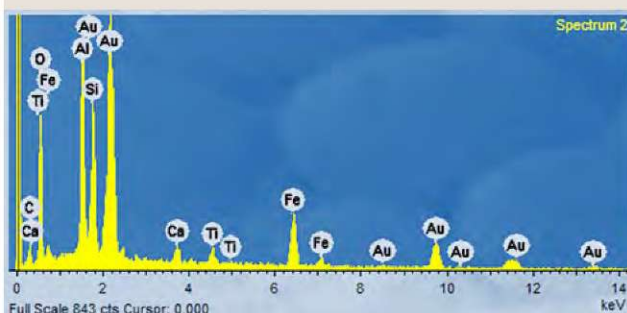 Spectrum 2
Au
O Al Au
Fe Si
Ti
C
Ca Ca Ti Ti Fe Fe Au Au Au Au Au
0 2 4 6 8 10 12 14
Full Scale 843 cts Cursor: 0.000 keV